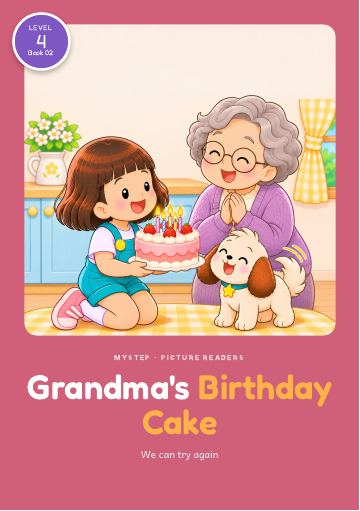 LEVEL
4
Book 02
MYSTEP · PICTURE READERS
Grandma's Birthday
Cake
We can try again